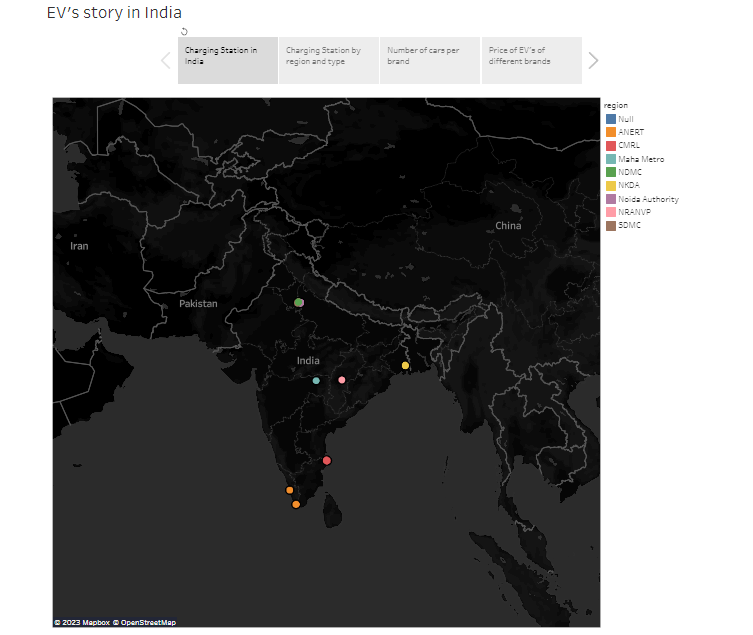 EV's story in India
Charging Station in
India
Charging Station by
region and type
Number of cars per
brand
Price of EV's of
different brands
region
Null
ANERT
CMRL
Maha Metro
NDMC
NKDA
Noida Authority
NRANVP
SDMC
China
Iran
Pakistan
India
© 2023 Mapbox © OpenStreetMap